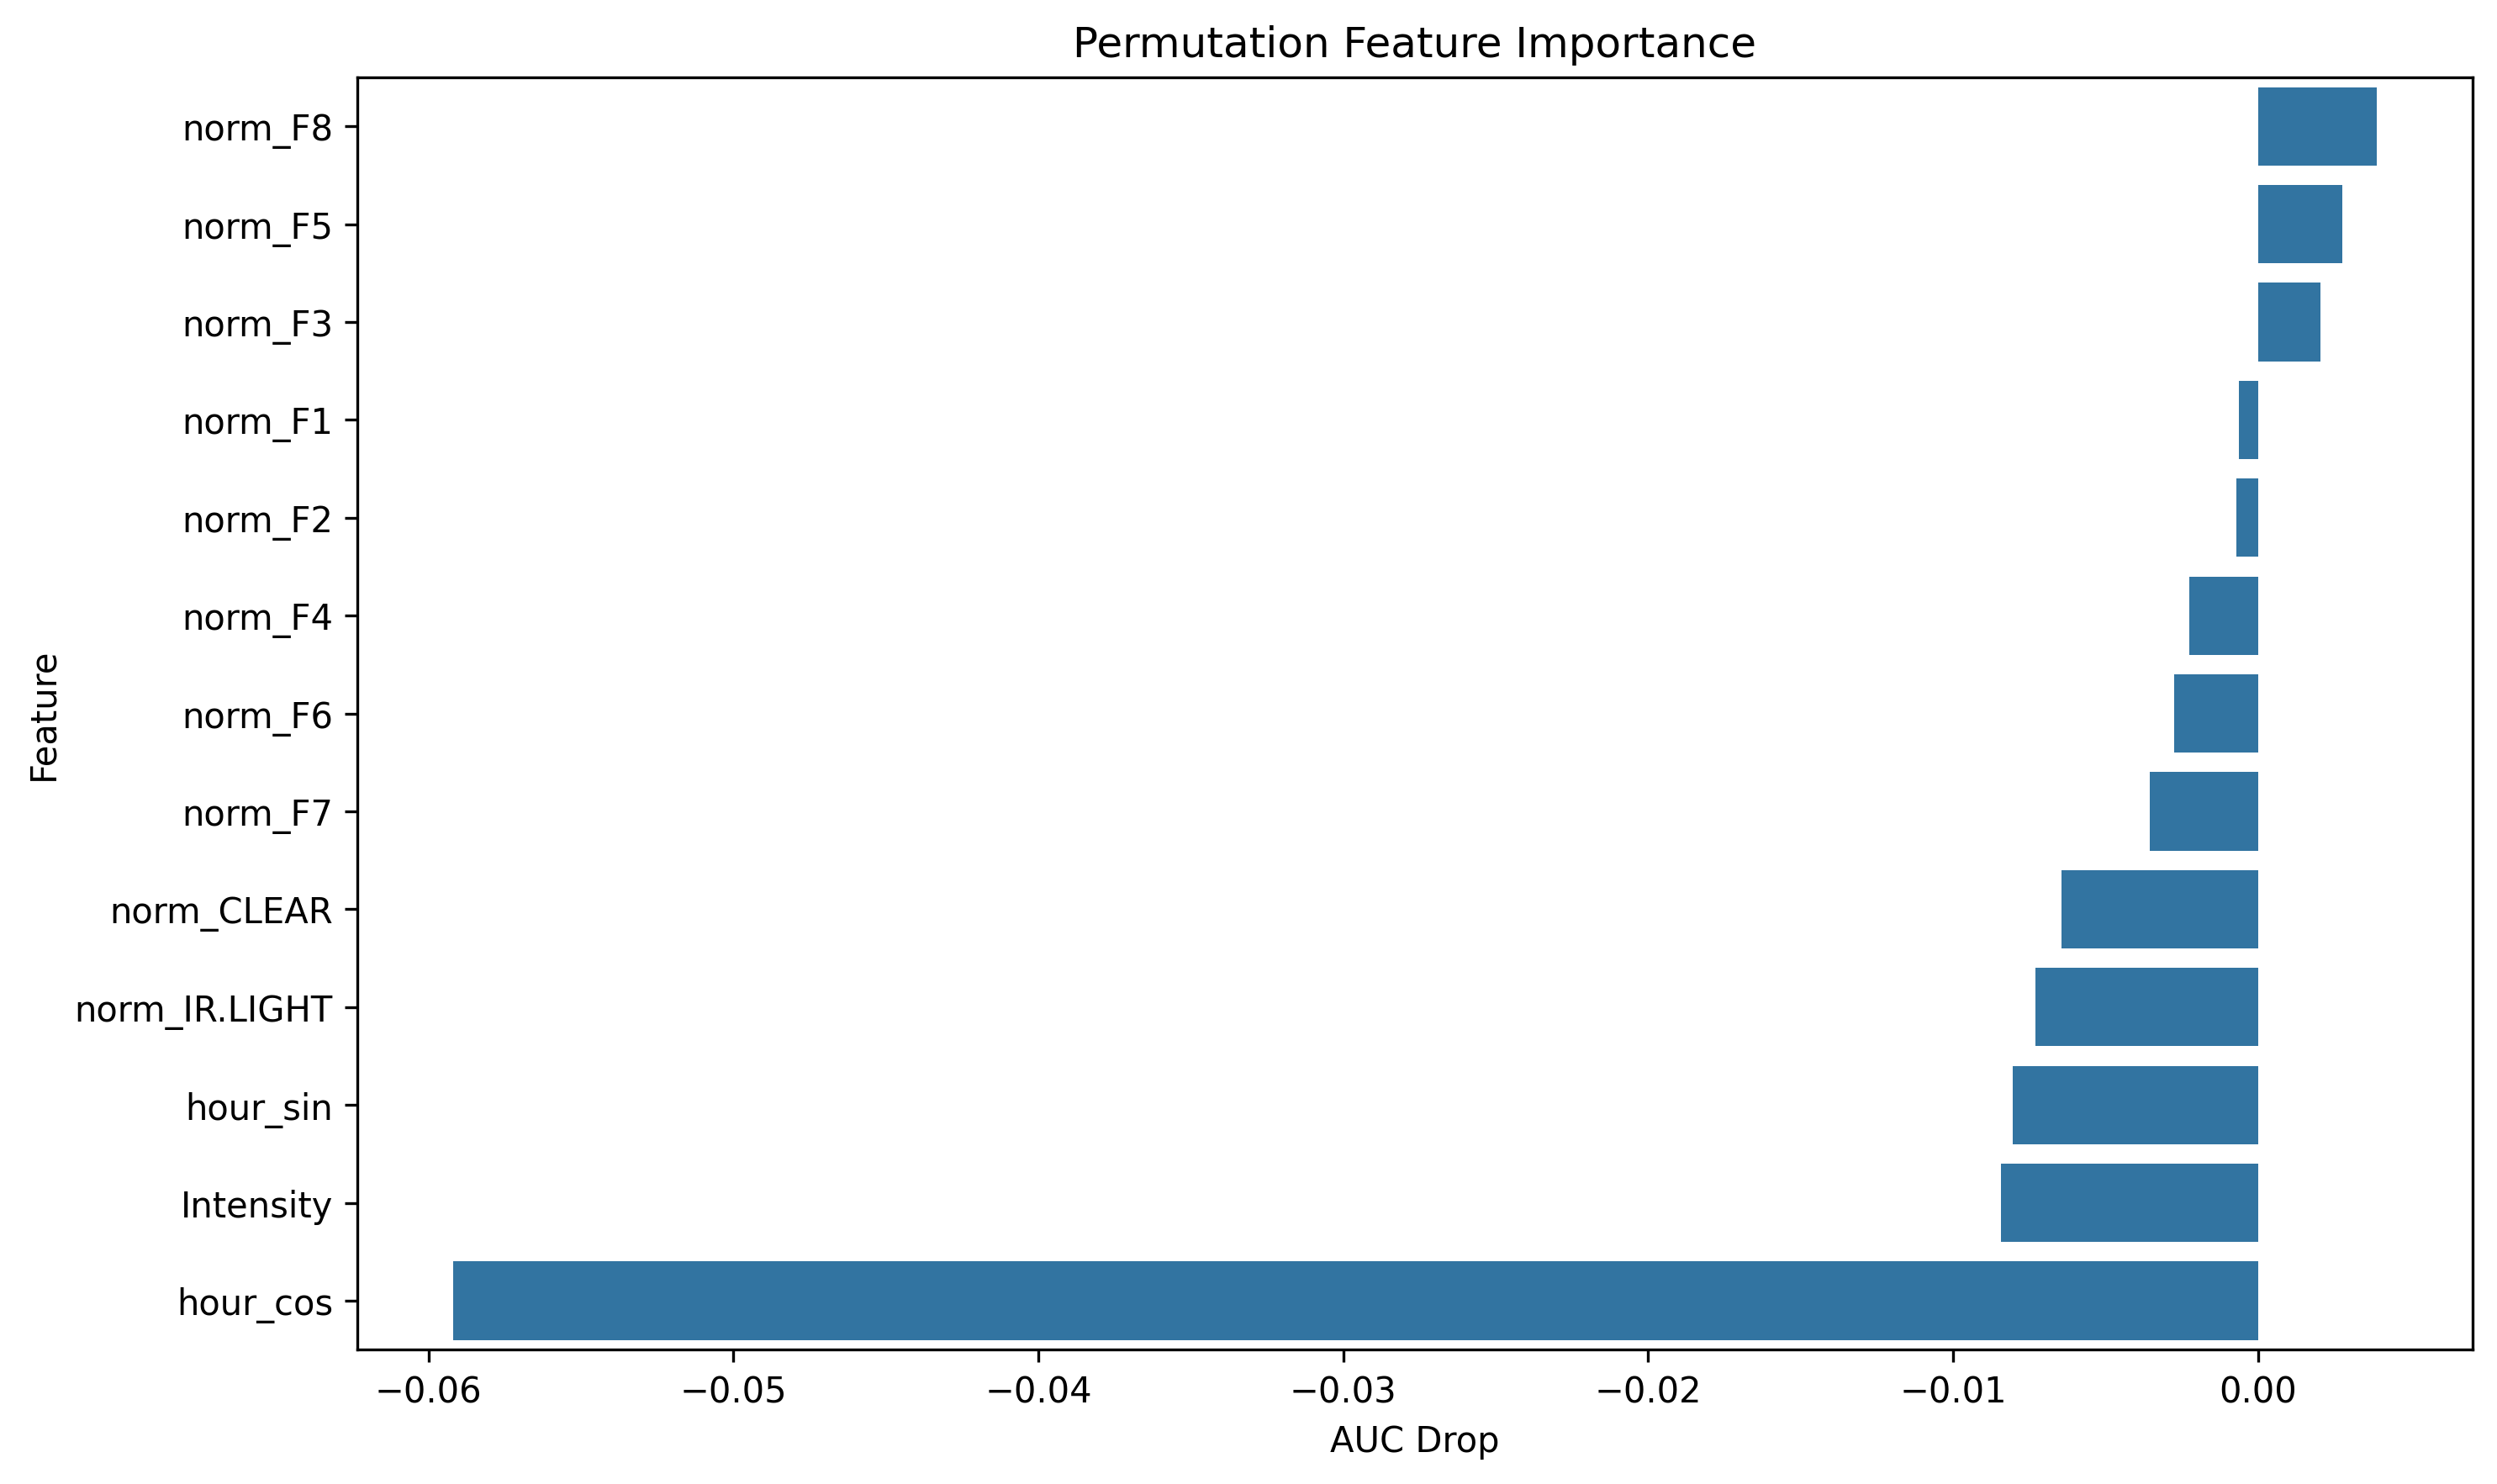 Permutation Feature Importance
norm_F8
norm_F5
norm_F3
norm_F1
norm_F2
norm_F4
norm_F6
norm_F7
norm_CLEAR
norm_IR.LIGHT
hour_sin
Intensity
hour_cos
Feature
−0.06 −0.05 −0.04 −0.03 −0.02 −0.01 0.00
AUC Drop